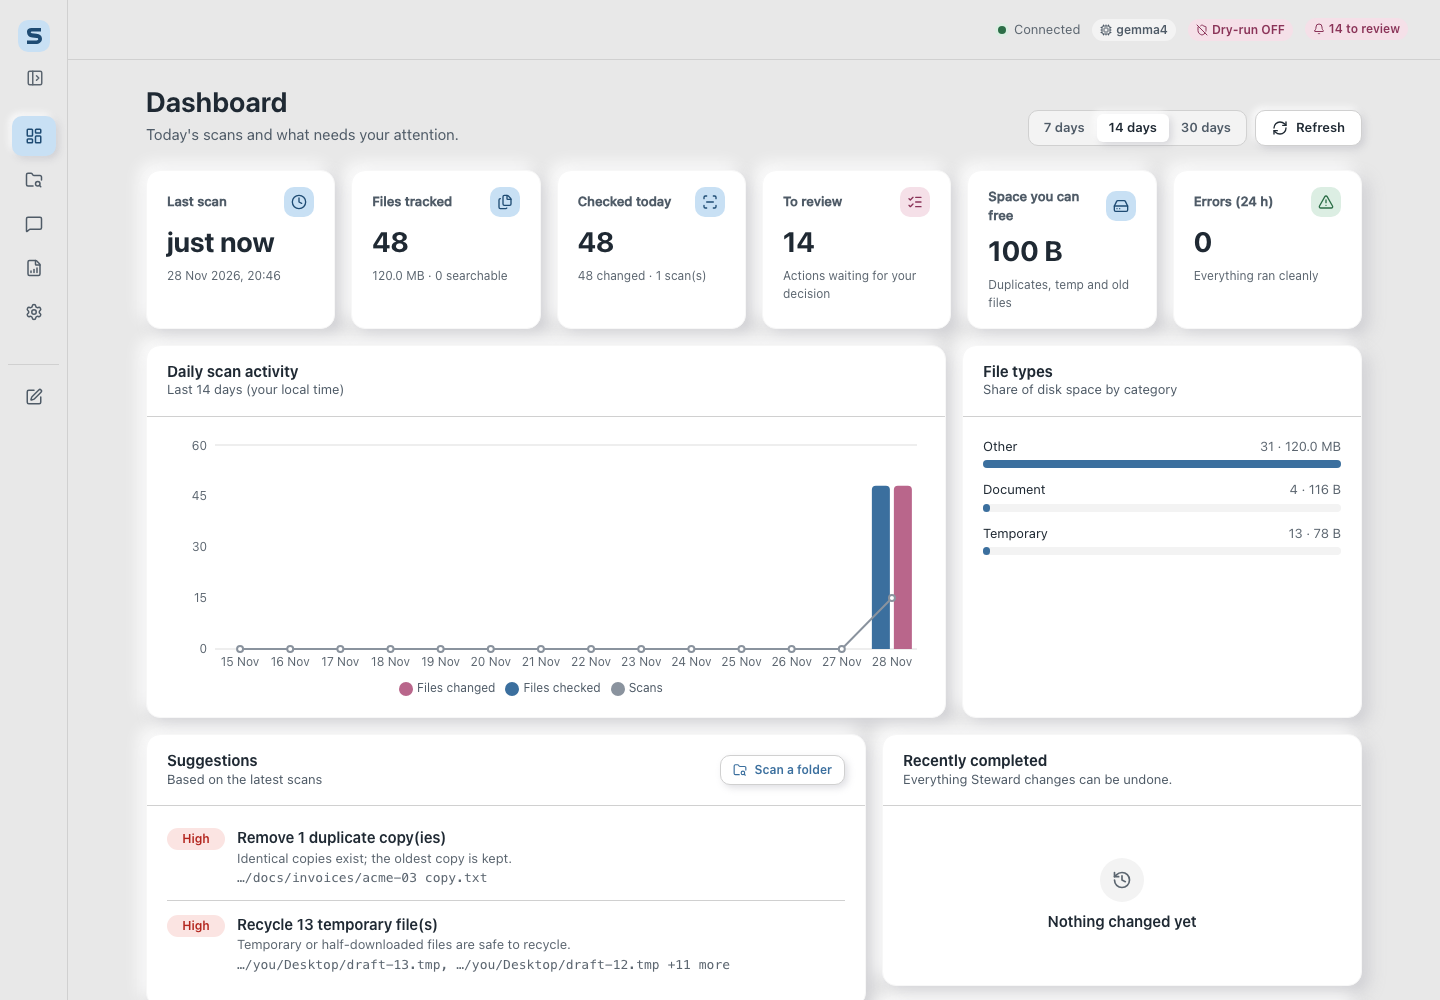 S
Connected
gemma4
Dry-run OFF
14 to review
Dashboard
Today's scans and what needs your attention.
7 days
14 days
30 days
Refresh
Last scan
just now
28 Nov 2026, 20:46
Files tracked
48
120.0 MB · 0 searchable
Checked today
48
48 changed · 1 scan(s)
To review
14
Actions waiting for your
decision
Space you can
free
100 B
Duplicates, temp and old
files
Errors (24 h)
0
Everything ran cleanly
Daily scan activity
Last 14 days (your local time)
60
45
30
15
0
15 Nov 16 Nov 17 Nov 18 Nov 19 Nov 20 Nov 21 Nov 22 Nov 23 Nov 24 Nov 25 Nov 26 Nov 27 Nov 28 Nov
Files changed Files checked Scans
File types
Share of disk space by category
Other 31 · 120.0 MB
Document 4 · 116 B
Temporary 13 · 78 B
Suggestions
Based on the latest scans
Scan a folder
High
Remove 1 duplicate copy(ies)
Identical copies exist; the oldest copy is kept.
…/docs/invoices/acme-03 copy.txt
High
Recycle 13 temporary file(s)
Temporary or half-downloaded files are safe to recycle.
…/you/Desktop/draft-13.tmp, …/you/Desktop/draft-12.tmp +11 more
Recently completed
Everything Steward changes can be undone.
Nothing changed yet